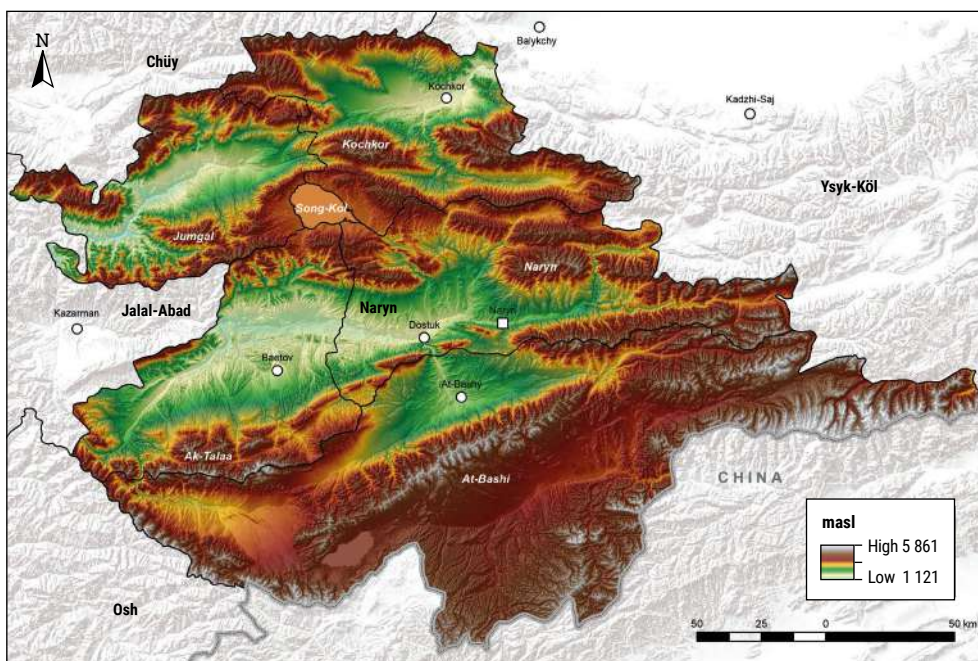 N
Chüy
Balykchy
Kochkor
Kadzhi-Saj
Kochkor
Ysyk-Köl
Song-Kol
Jumgal
Naryn
Jalal-Abad
Kazarman
Naryn
Naryn
Dostuk
Baetov
At-Bashy
Ak-Talaa
At-Bashi
CHINA
masl
High 5 861
Low 1 121
Osh
50 25 0 50 km